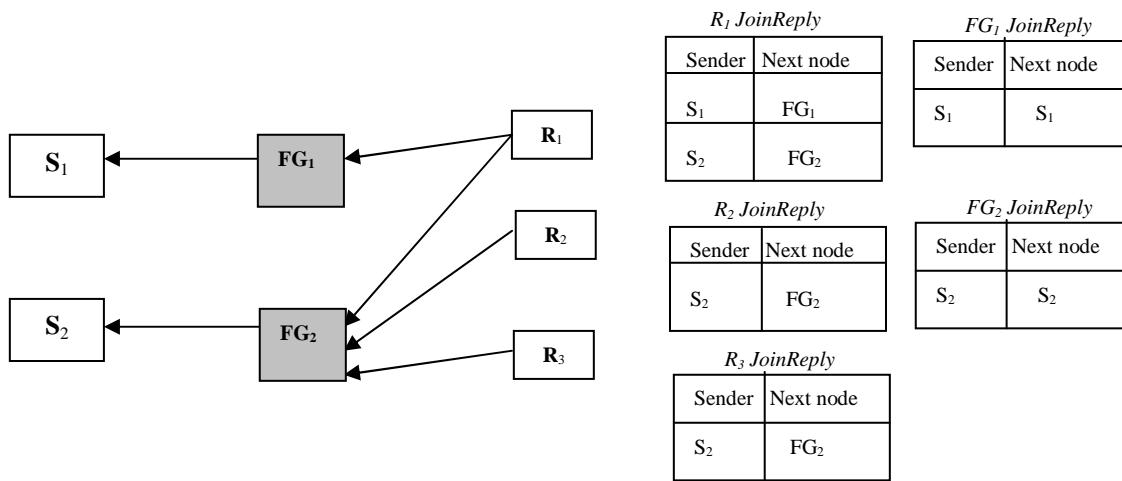 S₁
FG₁
R₁
R₂
S₂
FG₂
R₃
R₁ JoinReply
Sender Next node
S₁ FG₁
S₂ FG₂
FG₁ JoinReply
Sender Next node
S₁ S₁
R₂ JoinReply
Sender Next node
S₂ FG₂
FG₂ JoinReply
Sender Next node
S₂ S₂
R₃ JoinReply
Sender Next node
S₂ FG₂